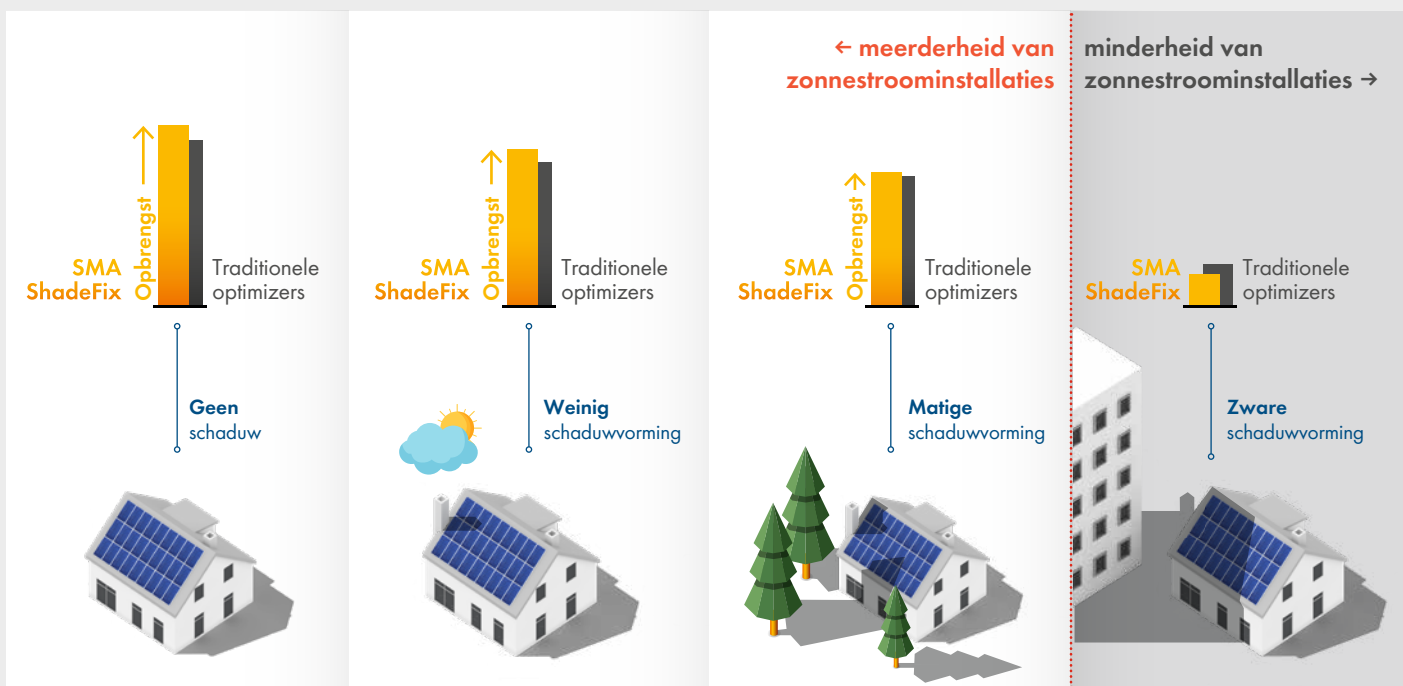 ← meerderheid van
zonnestroominstallaties
minderheid van
zonnestroominstallaties →
Opbrengst
SMA
ShadeFix
Traditionele
optimizers
Geen
schaduw
Opbrengst
SMA
ShadeFix
Traditionele
optimizers
Weinig
schaduwvorming
Opbrengst
SMA
ShadeFix
Traditionele
optimizers
Matige
schaduwvorming
SMA
ShadeFix
Traditionele
optimizers
Zware
schaduwvorming